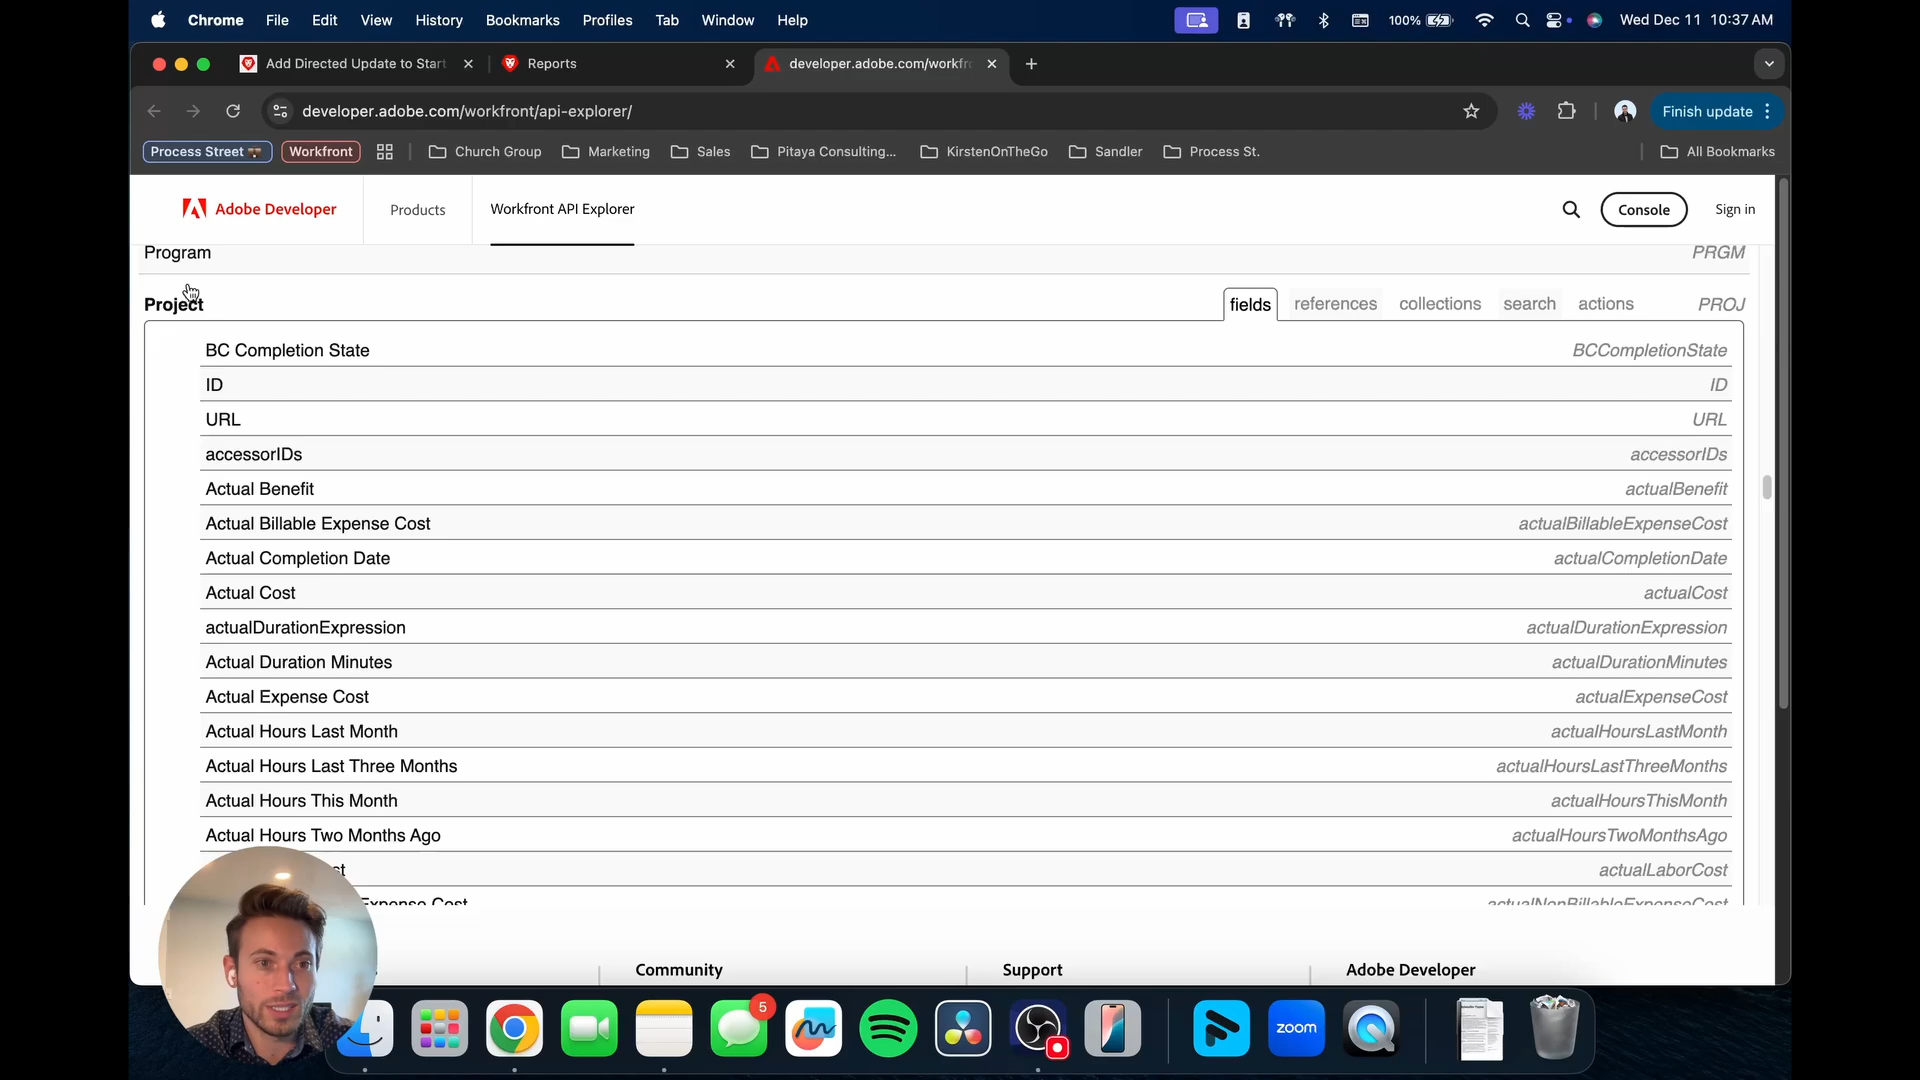 Chrome File Edit View History Bookmarks Profiles Tab Window Help 100% Wed Dec 11 10:37 AM
Add Directed Update to Start Reports developer.adobe.com/workfr
developer.adobe.com/workfront/api-explorer/ Finish update
Process Street Workfront Church Group Marketing Sales Pitaya Consulting... KirstenOnTheGo Sandler Process St. All Bookmarks
Adobe Developer Products Workfront API Explorer Console Sign in
Program PRGM
Project fields references collections search actions PROJ
BC Completion State BCCompletionState
ID ID
URL URL
accessorIDs accessorIDs
Actual Benefit actualBenefit
Actual Billable Expense Cost actualBillableExpenseCost
Actual Completion Date actualCompletionDate
Actual Cost actualCost
actualDurationExpression actualDurationExpression
Actual Duration Minutes actualDurationMinutes
Actual Expense Cost actualExpenseCost
Actual Hours Last Month actualHoursLastMonth
Actual Hours Last Three Months actualHoursLastThreeMonths
Actual Hours This Month actualHoursThisMonth
Actual Hours Two Months Ago actualHoursTwoMonthsAgo
st actualLaborCost
Expense Cost actualNonBillableExpenseCost
Community Support Adobe Developer
5
zoom